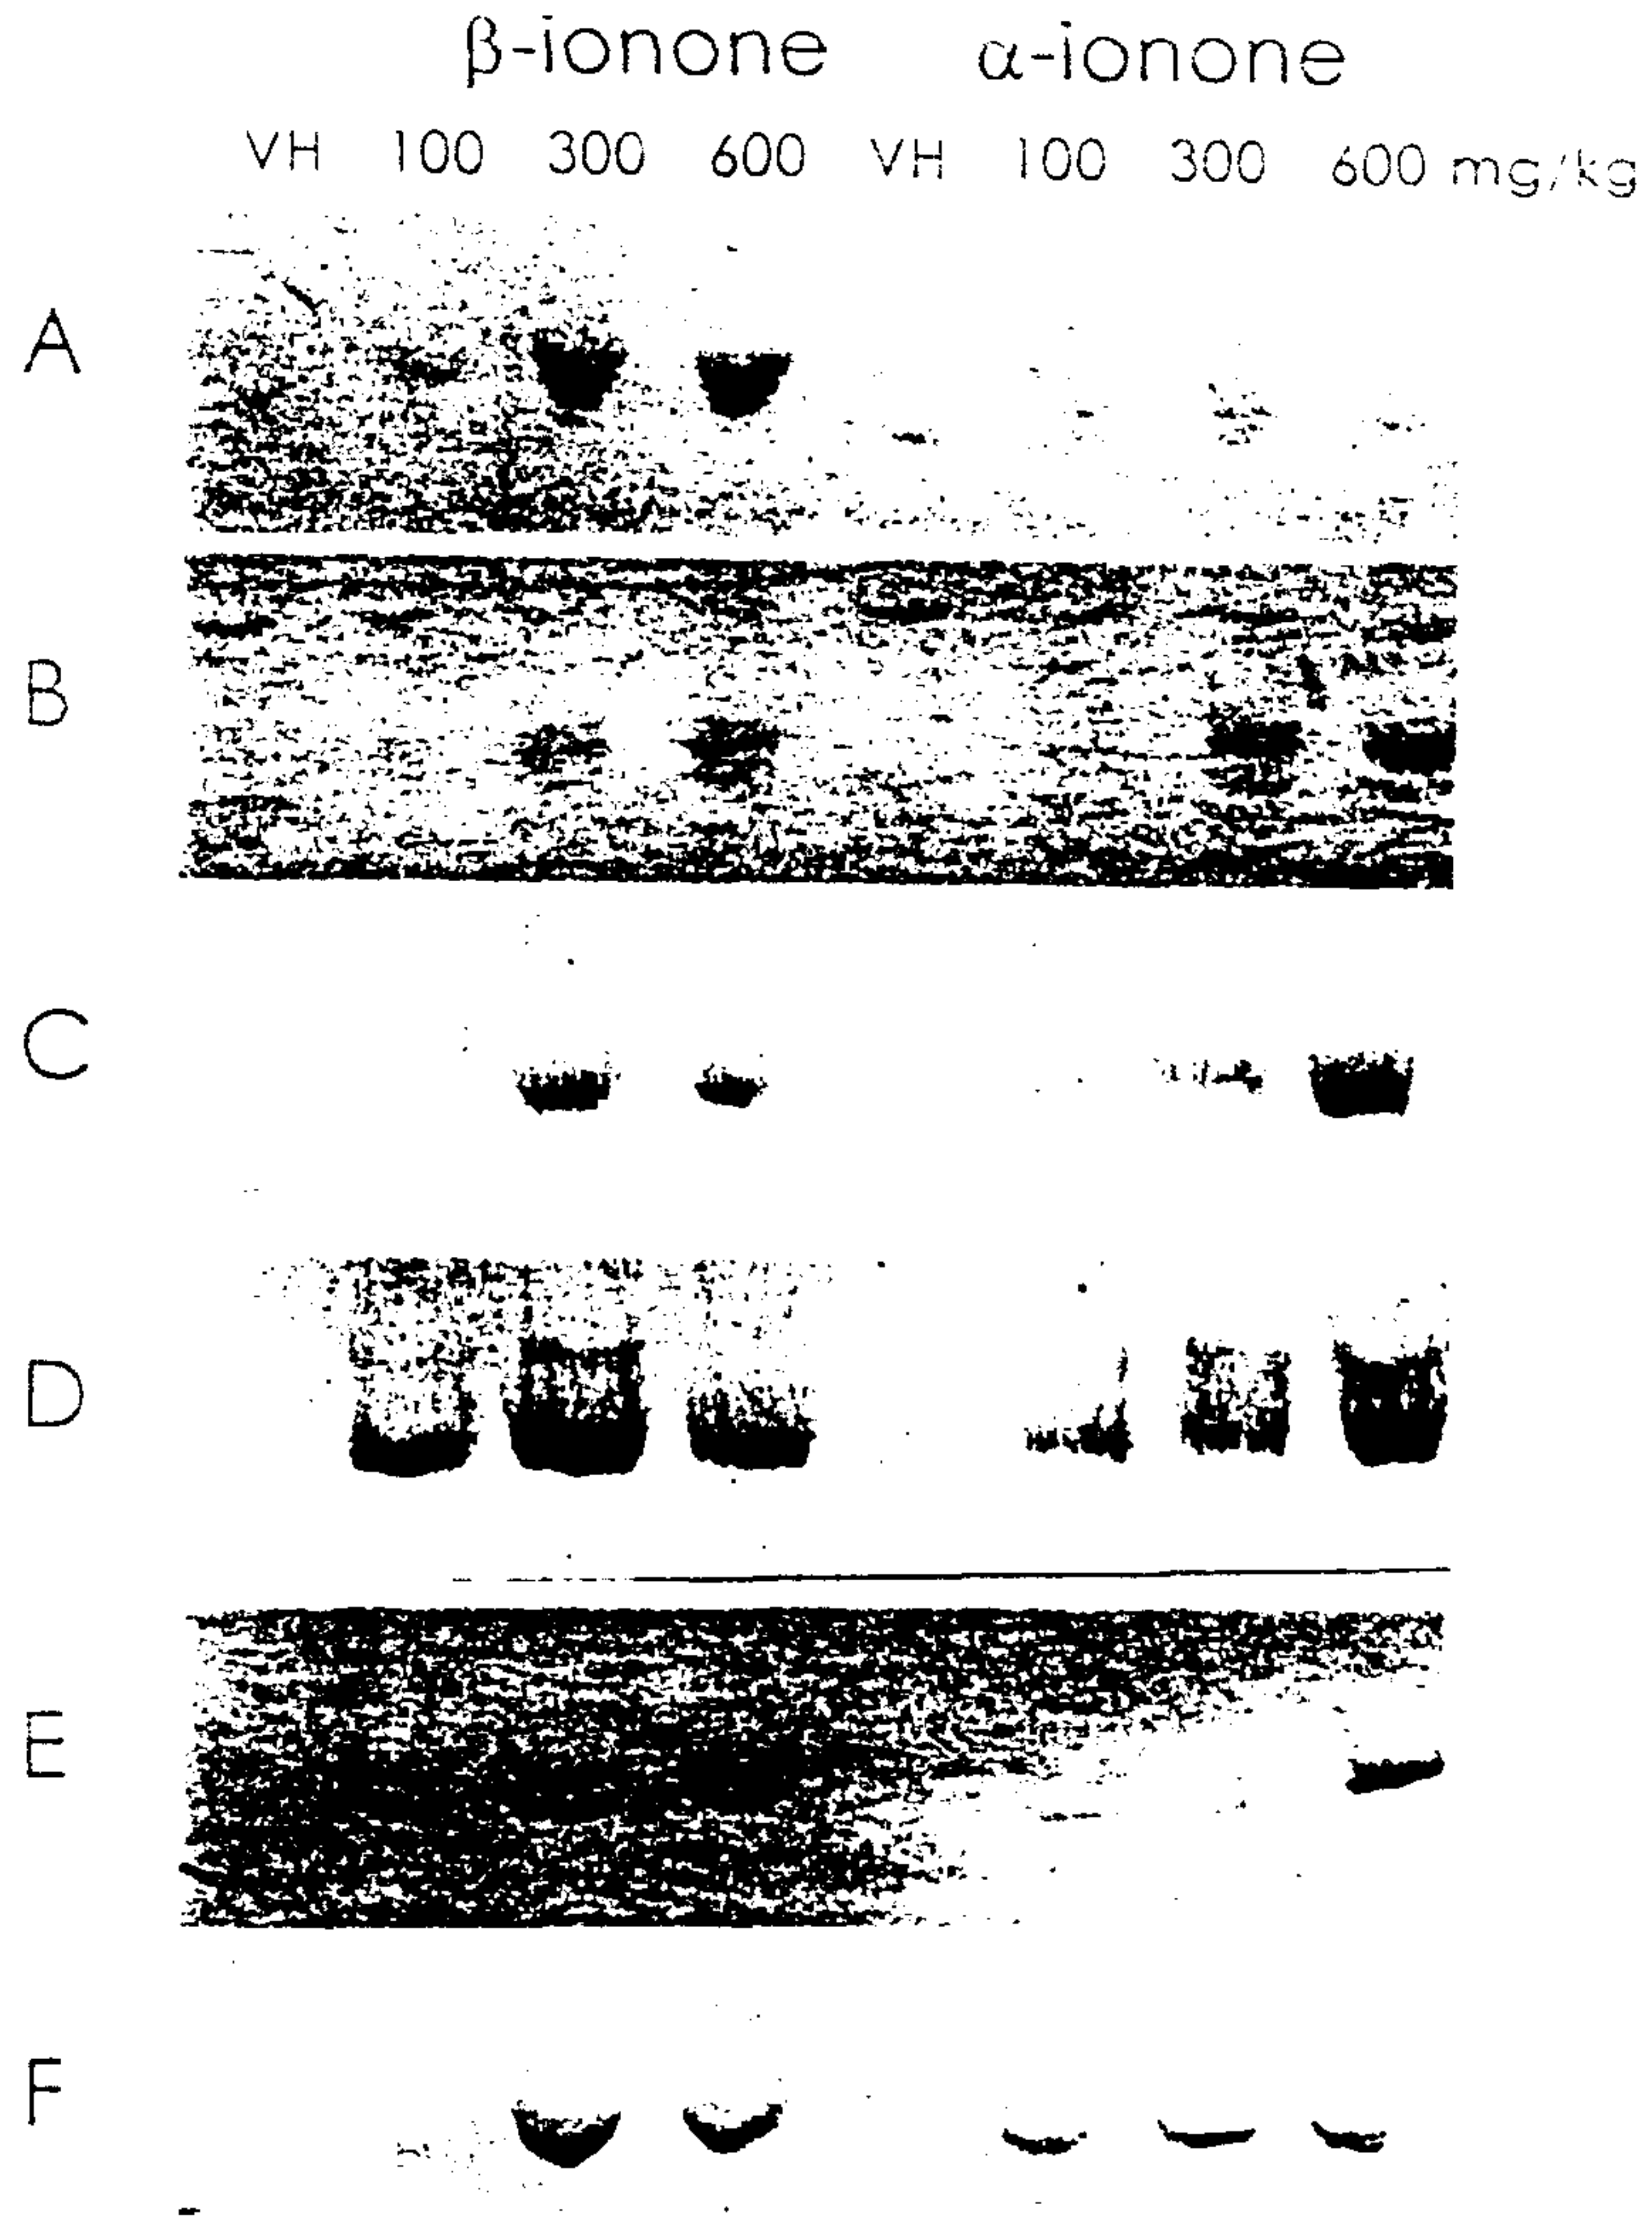 β-ionone α-ionone
VH 100 300 600 VH 100 300 600 mg/kg
A
B
C
D
E
F